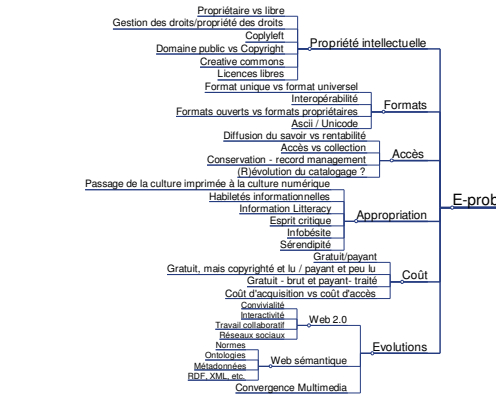 Propriétaire vs libre
Gestion des droits/propriété des droits
Coplyleft
Domaine public vs Copyright
Creative commons
Licences libres
Propriété intellectuelle
Format unique vs format universel
Interopérabilité
Formats ouverts vs formats propriétaires
Ascii / Unicode
Formats
Diffusion du savoir vs rentabilité
Accès vs collection
Conservation - record management
(R)évolution du catalogage ?
Accès
Passage de la culture imprimée à la culture numérique
Habiletés informationnelles
Information Litteracy
Esprit critique
Infobésite
Sérendipité
Appropriation
Gratuit/payant
Gratuit, mais copyrighté et lu / payant et peu lu
Gratuit - brut et payant- traité
Coût d'acquisition vs coût d'accès
Coût
Convivialité
Interactivité
Travail collaboratif
Réseaux sociaux
Web 2.0
Normes
Ontologies
Métadonnées
RDF, XML, etc.
Web sémantique
Convergence Multimedia
Evolutions
E-prob